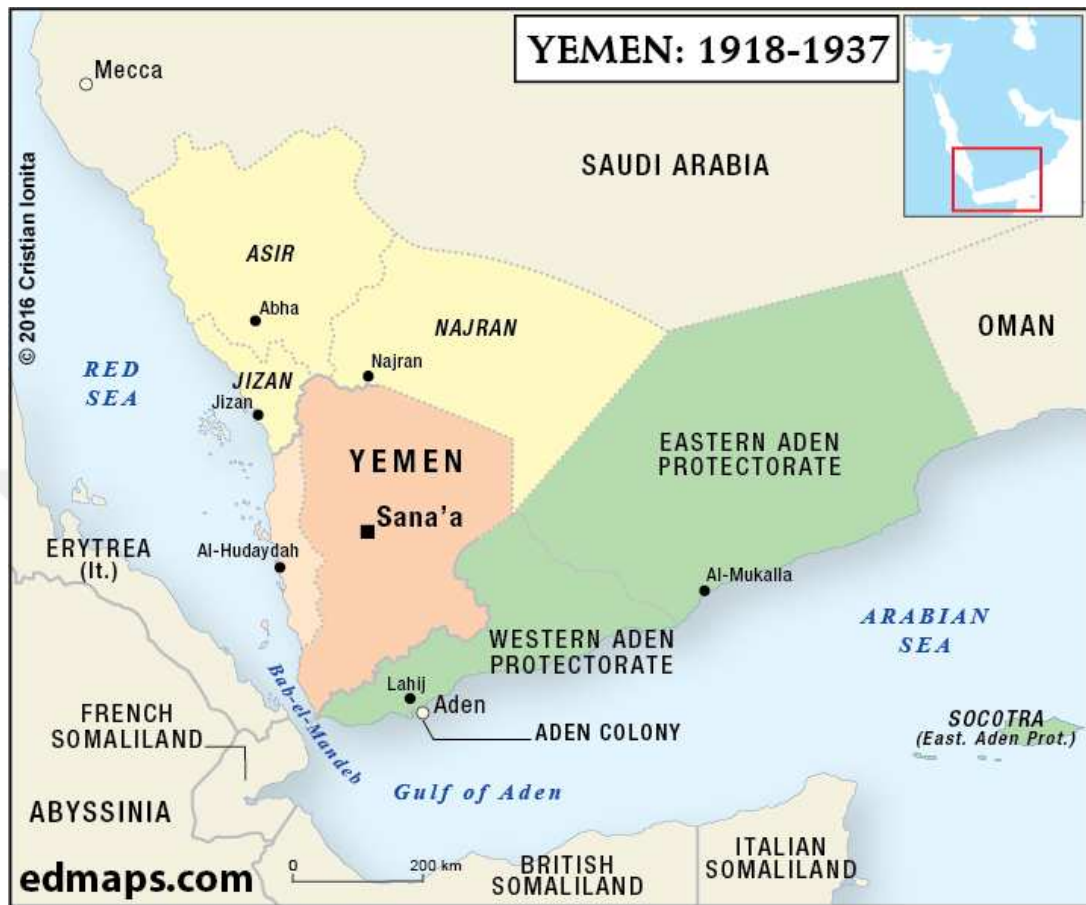 YEMEN: 1918-1937
Mecca
© 2016 Cristian Ionita
SAUDI ARABIA
ASIR
Abha
NAJRAN
OMAN
Najran
RED
SEA
JIZAN
Jizan
YEMEN
Sana'a
EASTERN ADEN
PROTECTORATE
ERYTREA
(It.)
Al-Hudaydah
Al-Mukalla
ARABIAN
SEA
WESTERN ADEN
PROTECTORATE
Bab-el-Mandeb
Lahij
Aden
ADEN COLONY
FRENCH
SOMALILAND
SOCOTRA
(East. Aden Prot.)
ABYSSINIA
Gulf of Aden
0 200 km
BRITISH
SOMALILAND
ITALIAN
SOMALILAND
edmaps.com